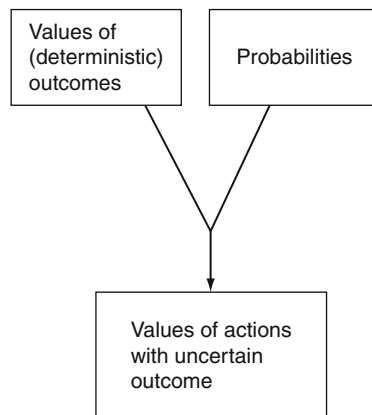 Values of
(deterministic)
outcomes
Probabilities
Values of actions
with uncertain
outcome